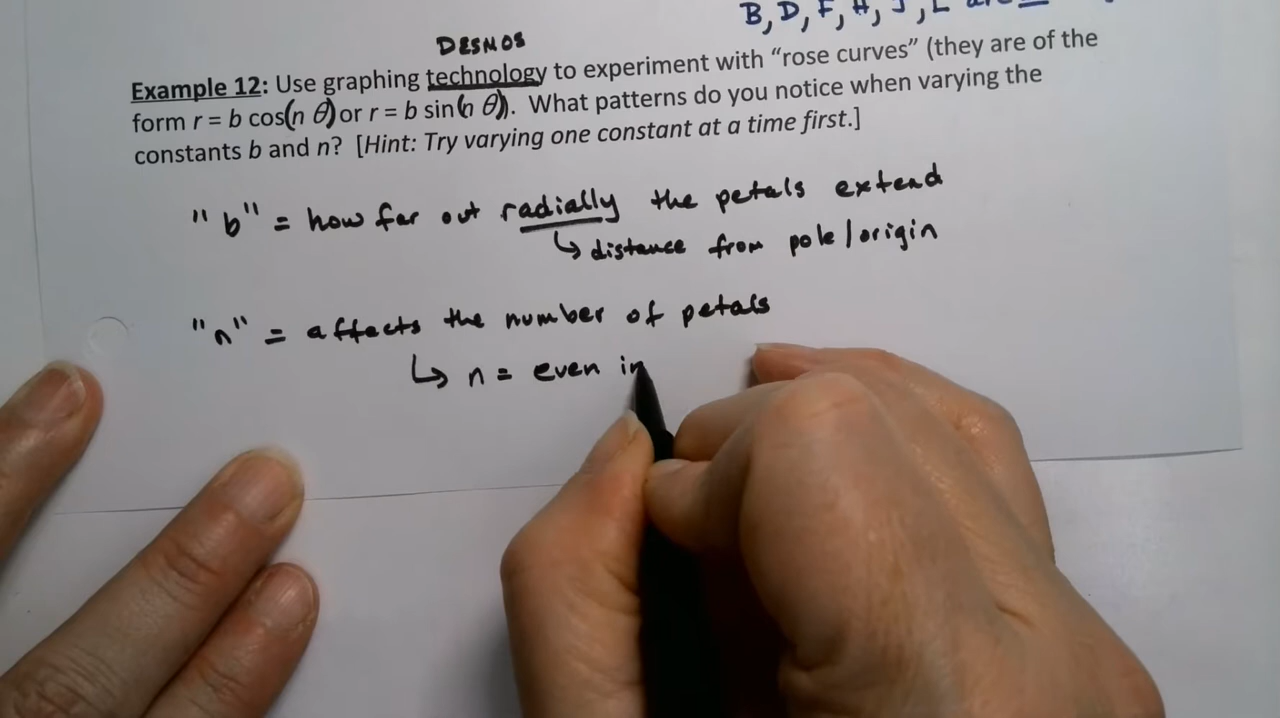 B, D, F, H, J, L are
DESMOS
Example 12: Use graphing technology to experiment with “rose curves” (they are of the
form r = b cos(n θ) or r = b sin(n θ). What patterns do you notice when varying the
constants b and n? [Hint: Try varying one constant at a time first.]
"b" = how far out radially the petals extend
↳ distance from pole/origin
"n" = affects the number of petals
↳ n = even in